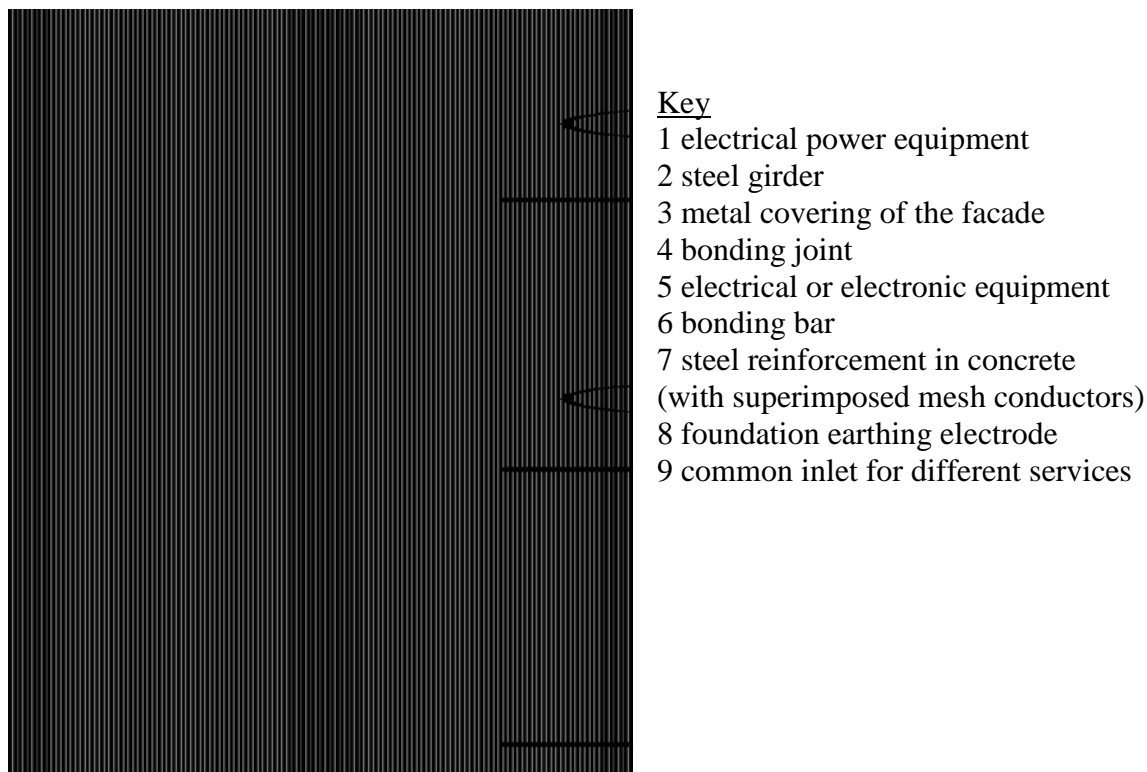 Key
1 electrical power equipment
2 steel girder
3 metal covering of the facade
4 bonding joint
5 electrical or electronic equipment
6 bonding bar
7 steel reinforcement in concrete
(with superimposed mesh conductors)
8 foundation earthing electrode
9 common inlet for different services